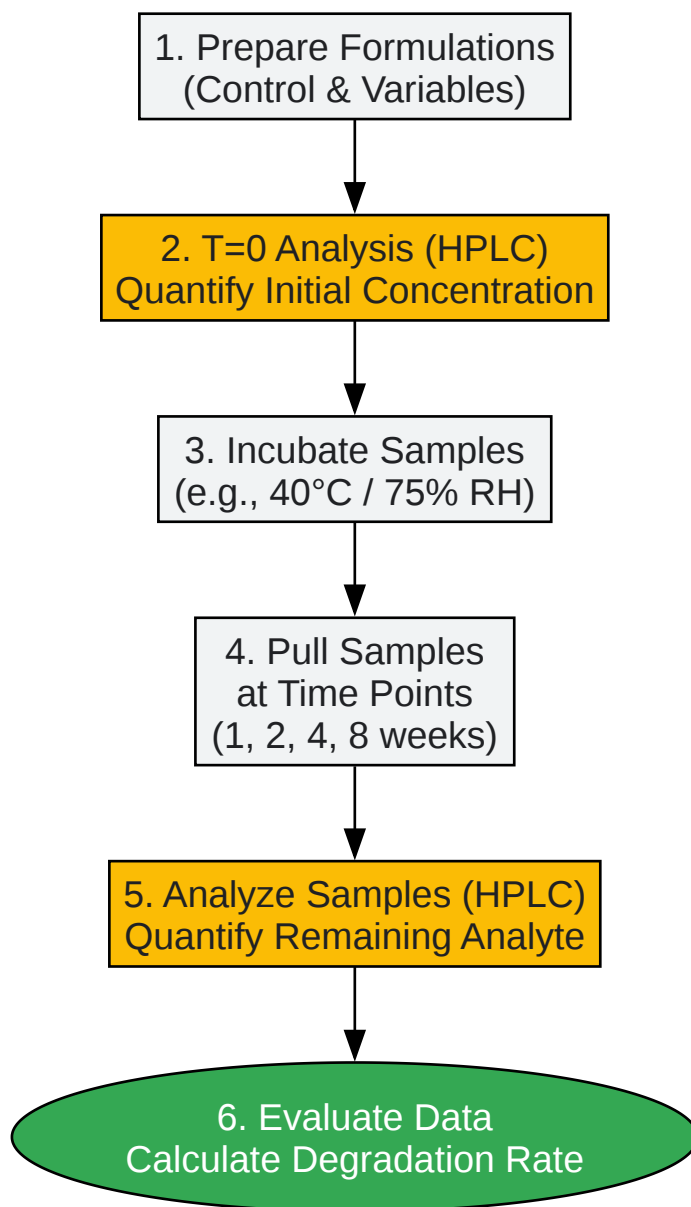 1. Prepare Formulations
(Control & Variables)
2. T=0 Analysis (HPLC)
Quantify Initial Concentration
3. Incubate Samples
(e.g., 40°C / 75% RH)
4. Pull Samples
at Time Points
(1, 2, 4, 8 weeks)
5. Analyze Samples (HPLC)
Quantify Remaining Analyte
6. Evaluate Data
Calculate Degradation Rate